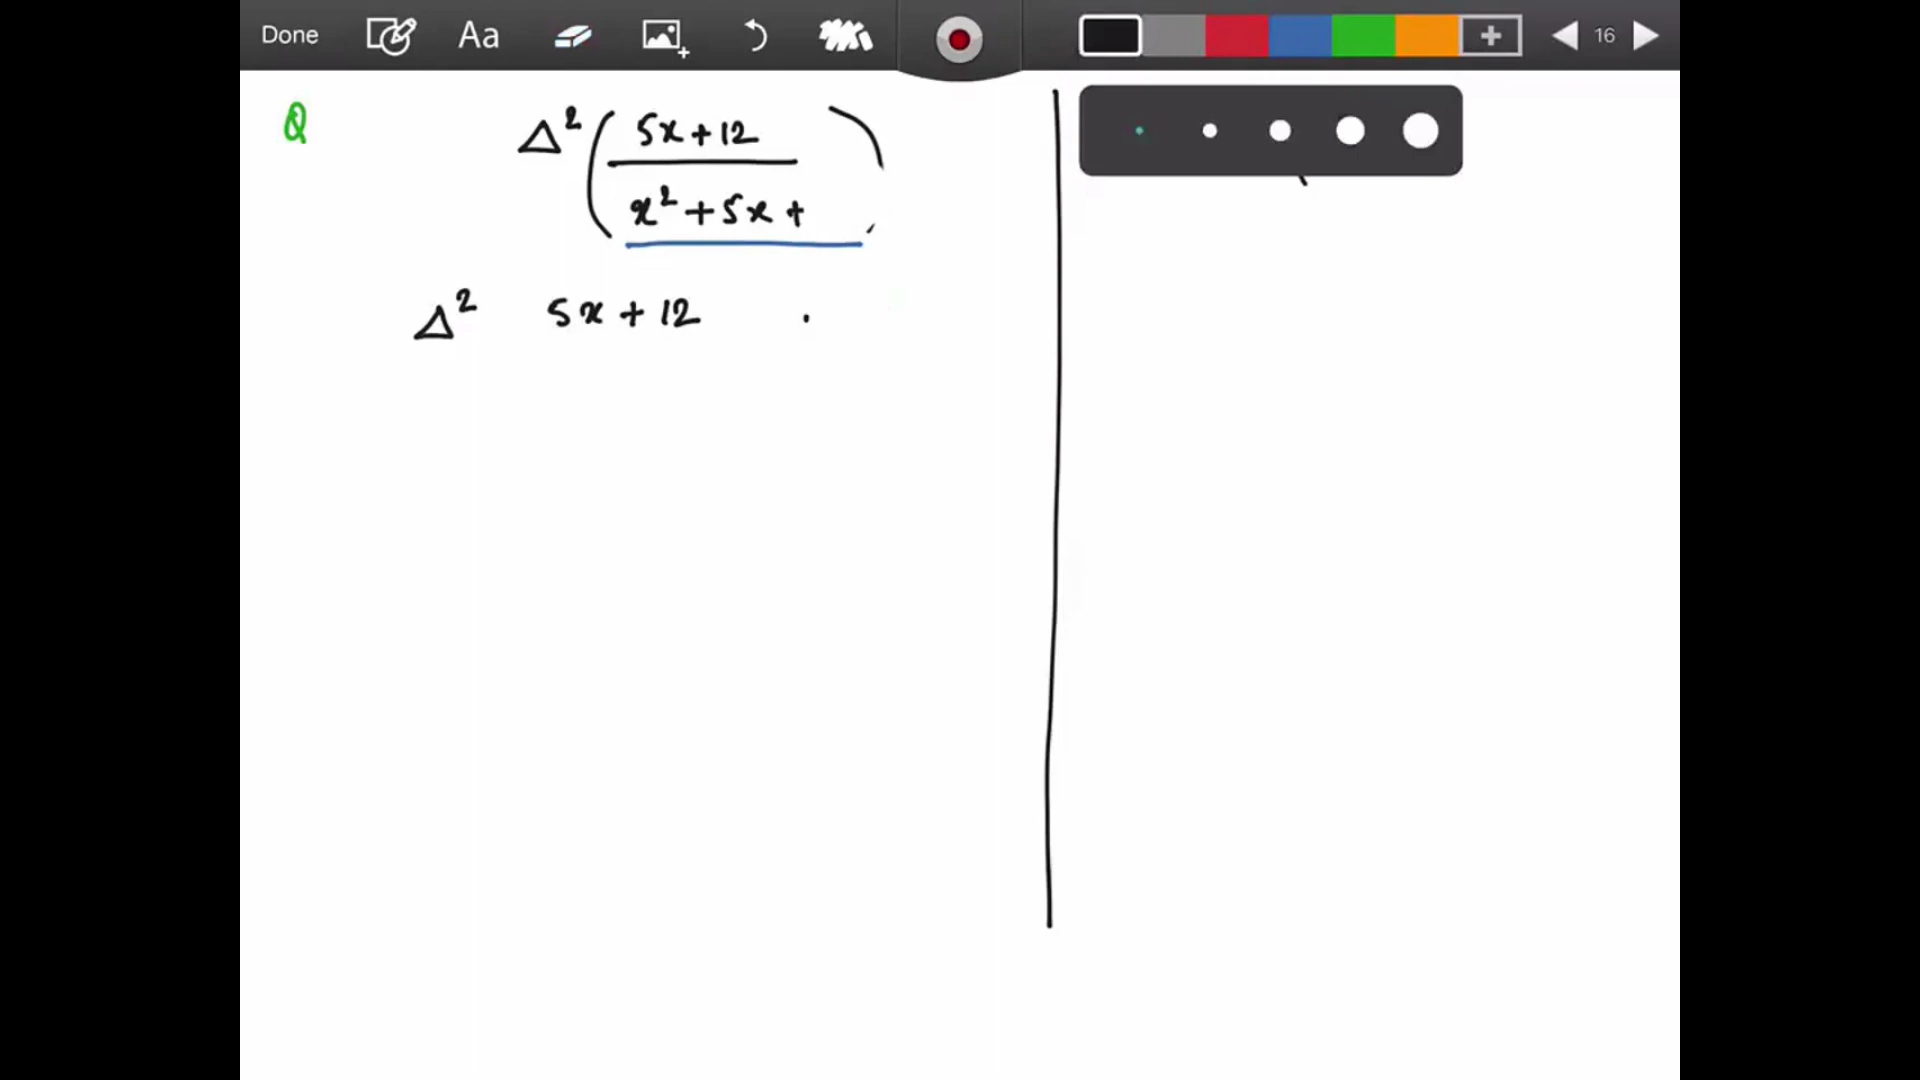 Done Aa 16
Q Δ² ( 5x + 12
x² + 5x + )
Δ² 5x + 12 .